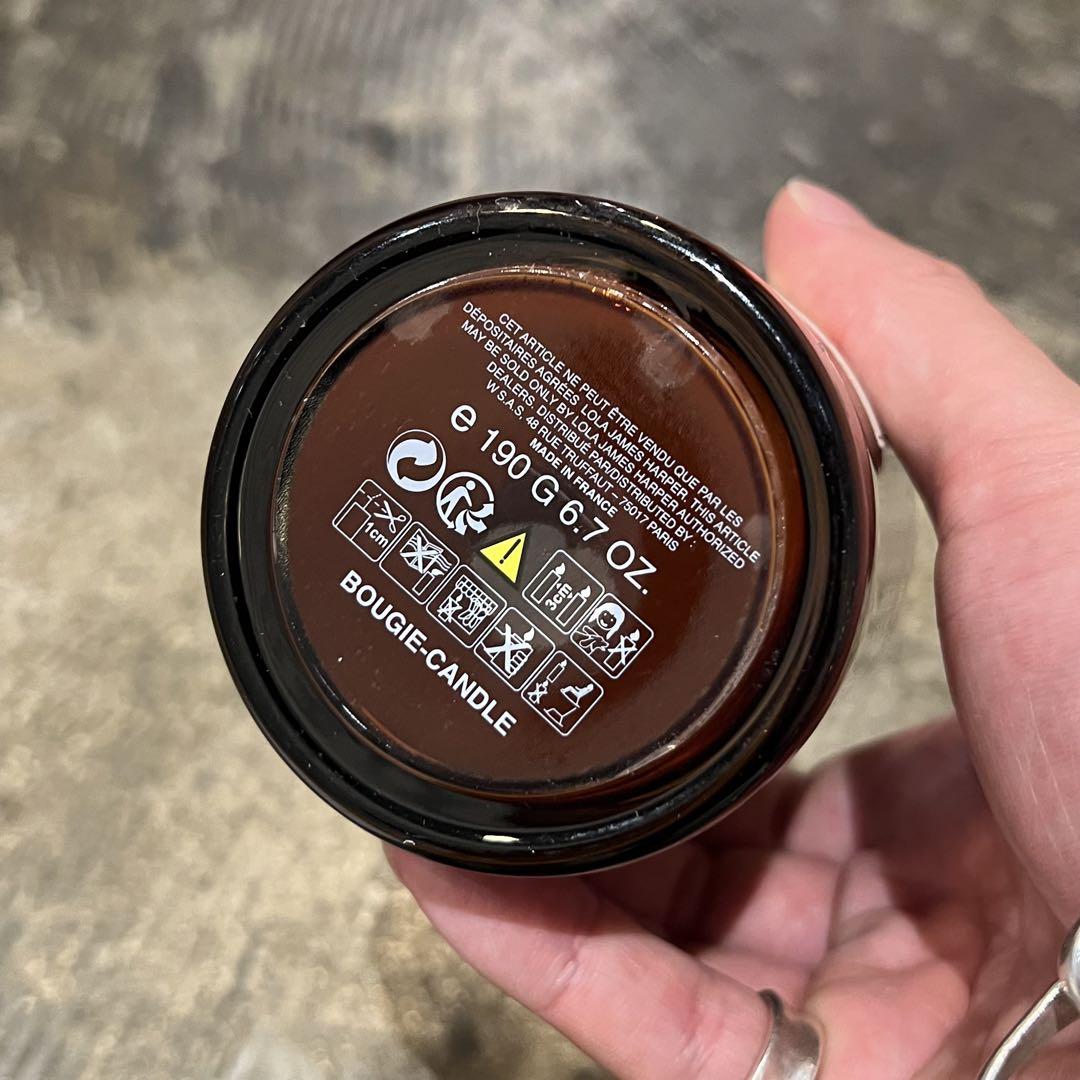 CET ARTICLE NE PEUT ÊTRE VENDU QUE PAR LES
DÉPOSITAIRES AGRÉES LOLA JAMES HARPER. THIS ARTICLE
MAY BE SOLD ONLY BY LOLA JAMES HARPER AUTHORIZED
DEALERS. DISTRIBUÉ PAR/DISTRIBUTED BY:
W S.A.S, 48 RUE TRUFFAUT - 75017 PARIS
MADE IN FRANCE
e 190 G 6.7 OZ.
1cm
3cm
BOUGIE-CANDLE